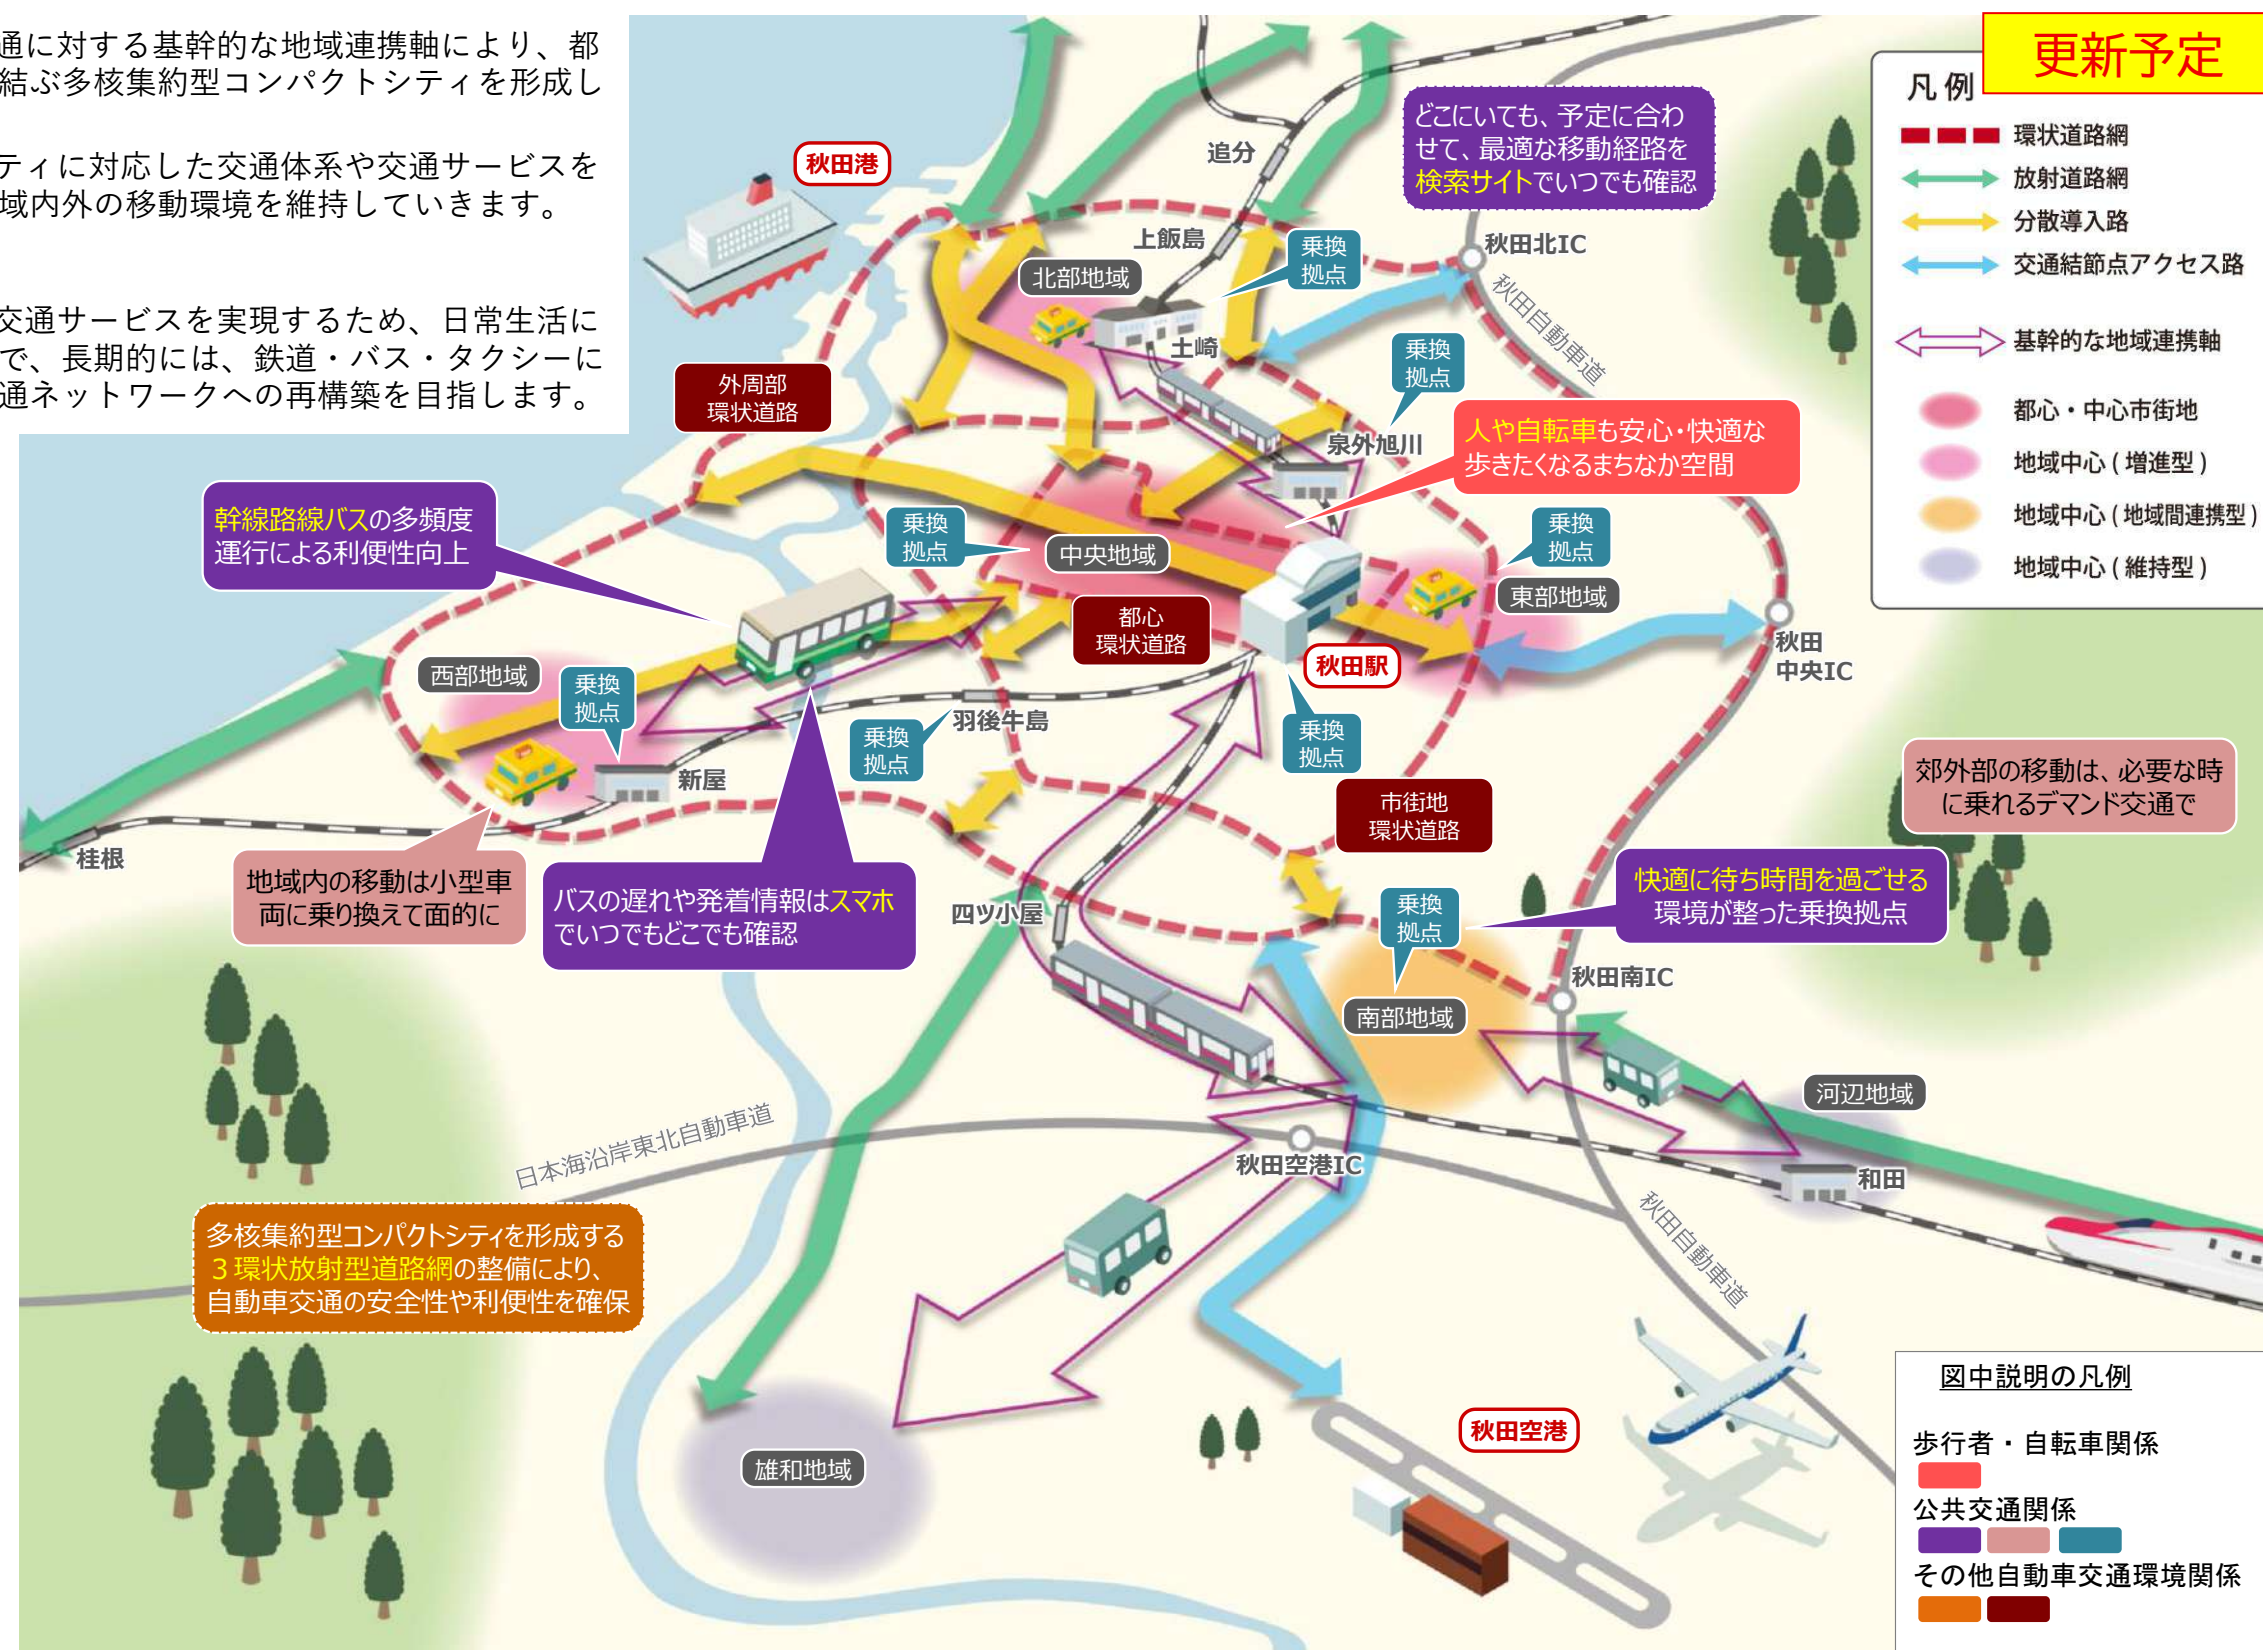 通に対する基幹的な地域連携軸により、都
結ぶ多核集約型コンパクトシティを形成し
ティに対応した交通体系や交通サービスを
域内外の移動環境を維持していきます。
交通サービスを実現するため、日常生活に
で、長期的には、鉄道・バス・タクシーに
通ネットワークへの再構築を目指します。
更新予定
凡 例
環状道路網
放射道路網
分散導入路
交通結節点アクセス路
基幹的な地域連携軸
都心・中心市街地
地域中心 ( 増進型 )
地域中心 ( 地域間連携型 )
地域中心 ( 維持型 )
どこにいても、予定に合わ
せて、最適な移動経路を
検索サイトでいつでも確認
秋田港
追分
上飯島
乗換
拠点
秋田北IC
北部地域
秋田自動車道
土崎
乗換
拠点
外周部
環状道路
泉外旭川
人や自転車も安心・快適な
歩きたくなるまちなか空間
幹線路線バスの多頻度
運行による利便性向上
乗換
拠点
中央地域
乗換
拠点
東部地域
都心
環状道路
秋田
中央IC
西部地域
秋田駅
乗換
拠点
羽後牛島
乗換
拠点
乗換
拠点
新屋
郊外部の移動は、必要な時
に乗れるデマンド交通で
市街地
環状道路
桂根
地域内の移動は小型車
両に乗り換えて面的に
バスの遅れや発着情報はスマホ
でいつでもどこでも確認
四ツ小屋
乗換
拠点
快適に待ち時間を過ごせる
環境が整った乗換拠点
秋田南IC
南部地域
河辺地域
日本海沿岸東北自動車道
秋田空港IC
和田
秋田自動車道
多核集約型コンパクトシティを形成する
３環状放射型道路網の整備により、
自動車交通の安全性や利便性を確保
秋田空港
雄和地域
図中説明の凡例
歩行者・自転車関係
公共交通関係
その他自動車交通環境関係